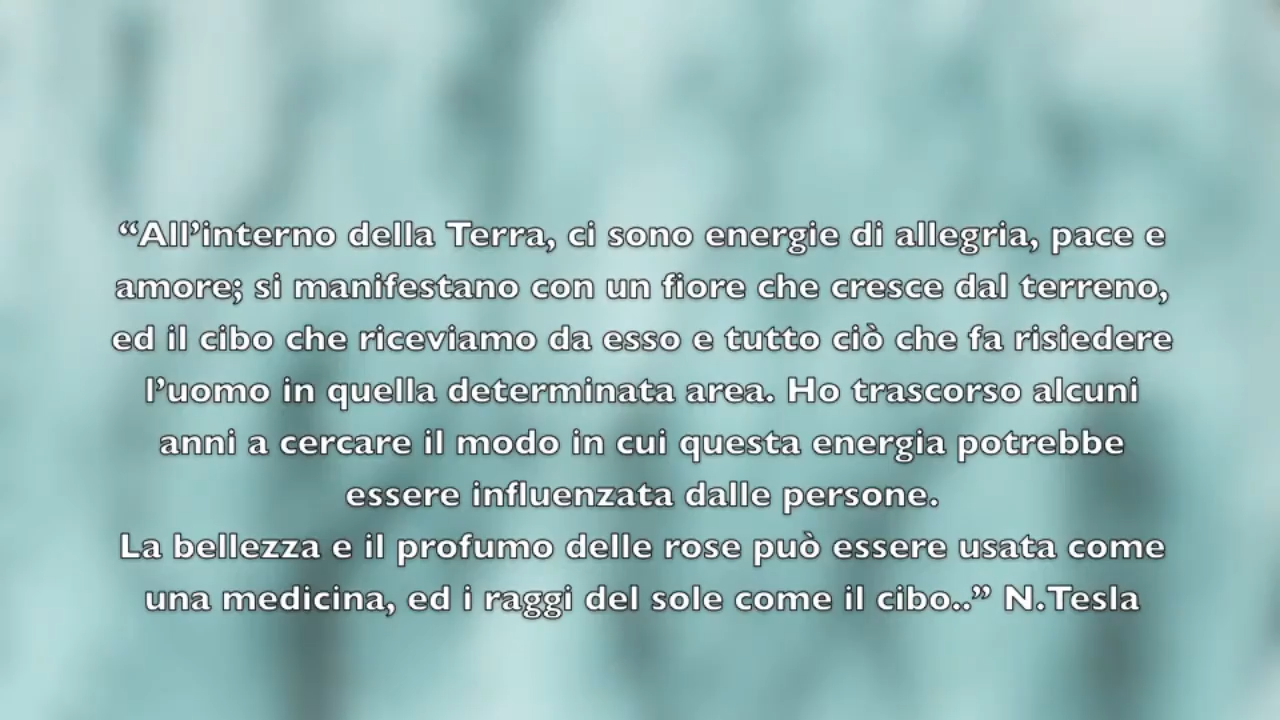 “All’interno della Terra, ci sono energie di allegria, pace e
amore; si manifestano con un fiore che cresce dal terreno,
ed il cibo che riceviamo da esso e tutto ciò che fa risiedere
l’uomo in quella determinata area. Ho trascorso alcuni
anni a cercare il modo in cui questa energia potrebbe
essere influenzata dalle persone.
La bellezza e il profumo delle rose può essere usata come
una medicina, ed i raggi del sole come il cibo..” N.Tesla